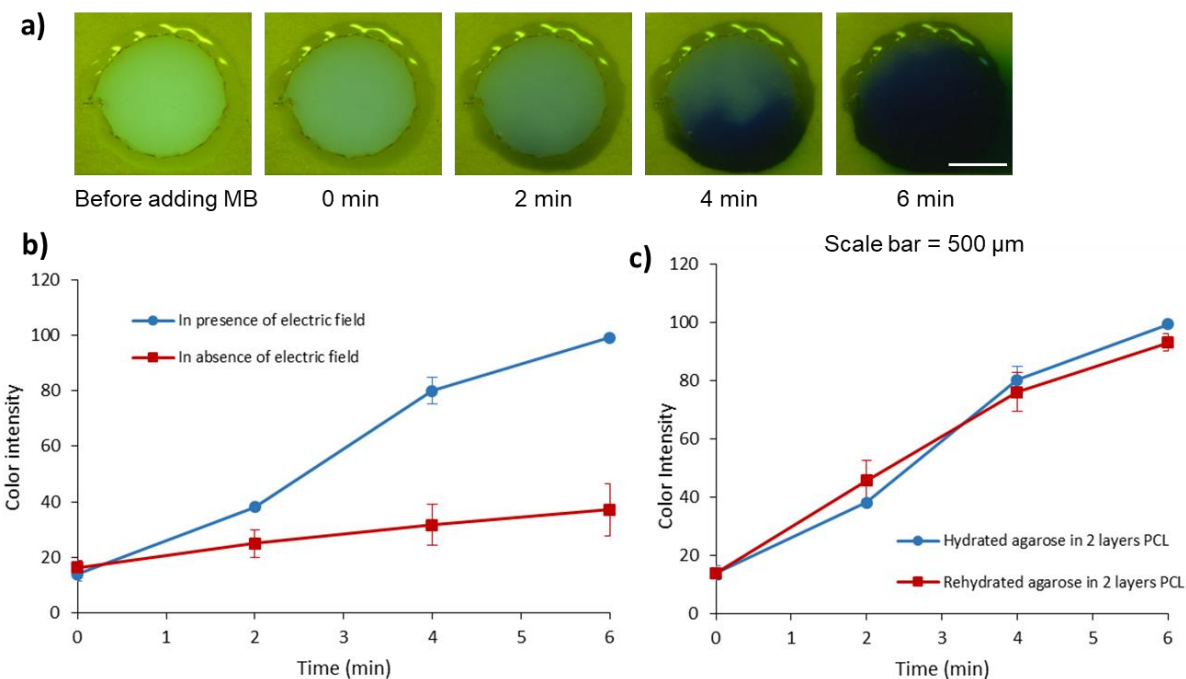 a)
Before adding MB
0 min
2 min
4 min
6 min
Scale bar = 500 µm
b)
Color intensity
120
100
80
60
40
20
0
In presence of electric field
In absence of electric field
0 1 2 3 4 5 6
Time (min)
c)
Color Intensity
120
100
80
60
40
20
0
Hydrated agarose in 2 layers PCL
Rehydrated agarose in 2 layers PCL
0 1 2 3 4 5 6
Time (min)